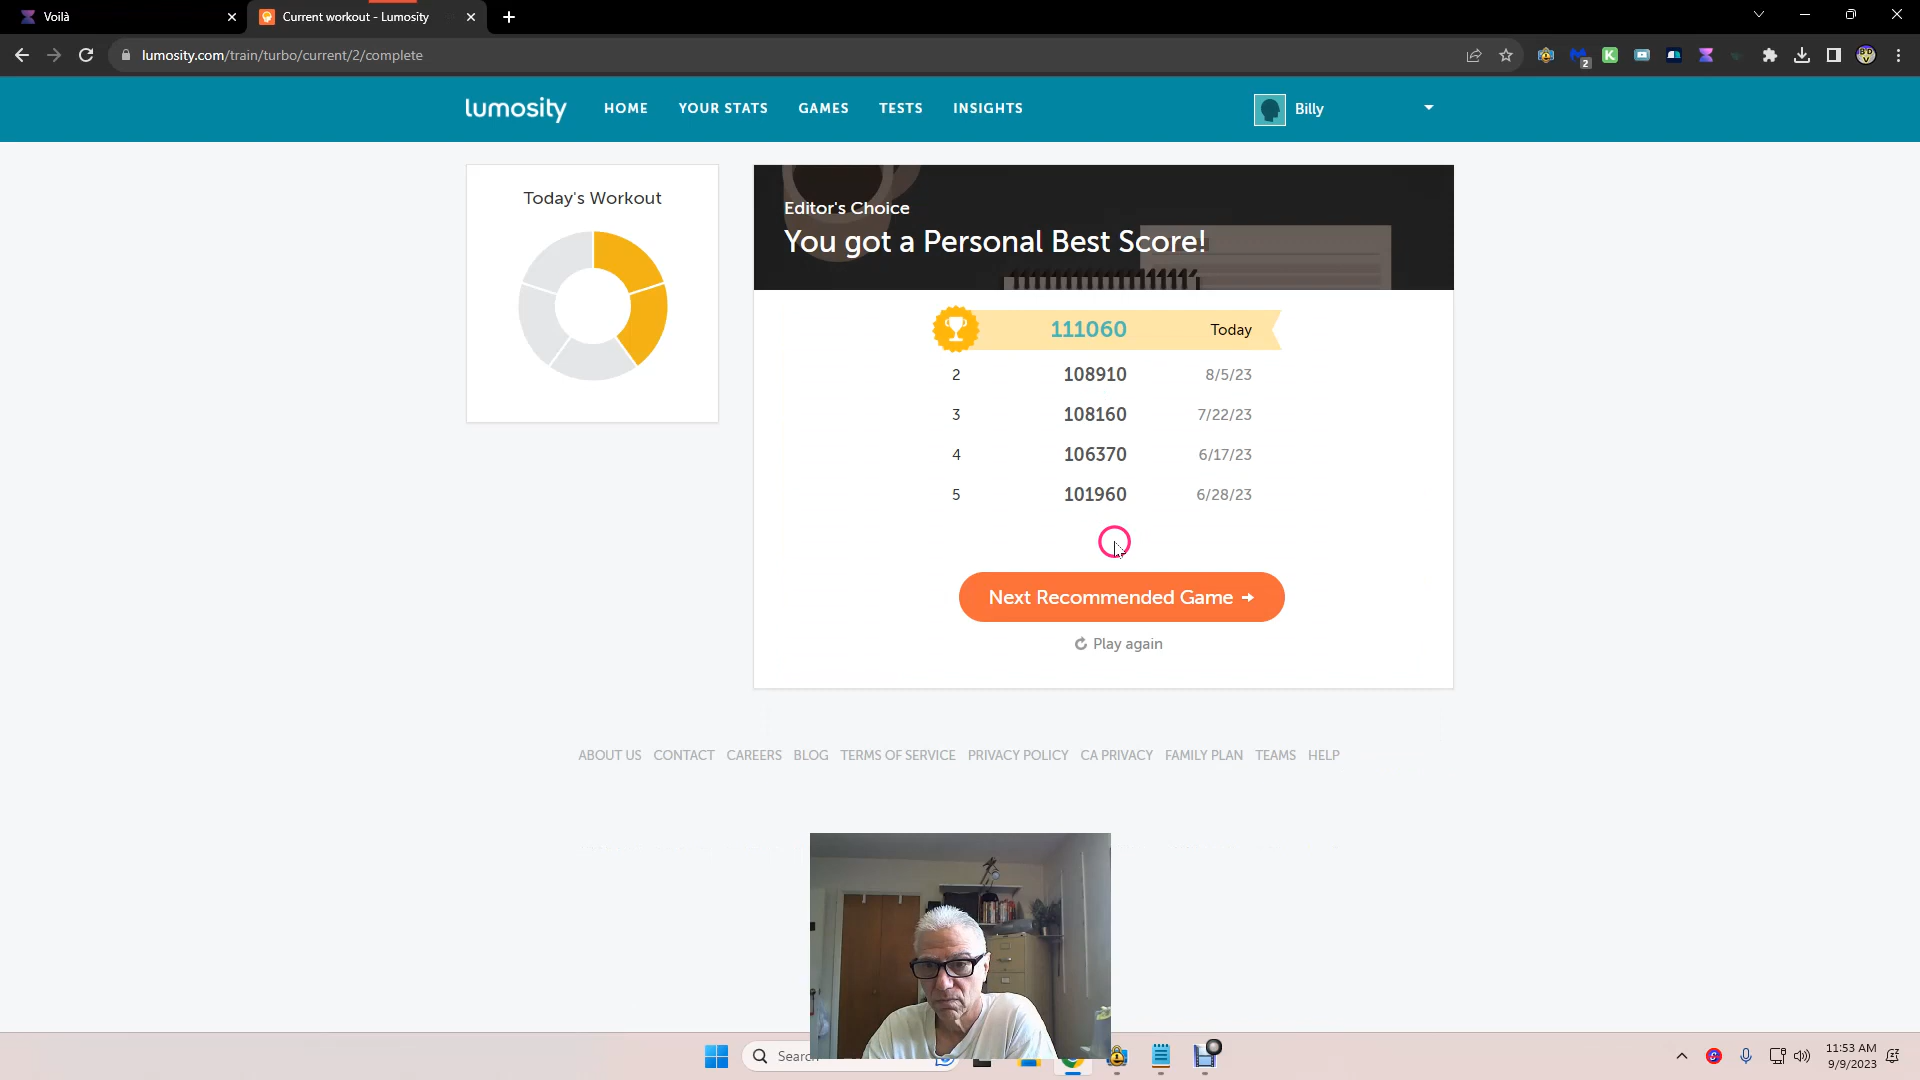 Voilà
Current workout - Lumosity
lumosity.com/train/turbo/current/2/complete
2
lumosity
HOME
YOUR STATS
GAMES
TESTS
INSIGHTS
Billy
Today's Workout
Editor's Choice
You got a Personal Best Score!
111060 Today
2 108910 8/5/23
3 108160 7/22/23
4 106370 6/17/23
5 101960 6/28/23
Next Recommended Game →
Play again
ABOUT US CONTACT CAREERS BLOG TERMS OF SERVICE PRIVACY POLICY CA PRIVACY FAMILY PLAN TEAMS HELP
Search
11:53 AM
9/9/2023